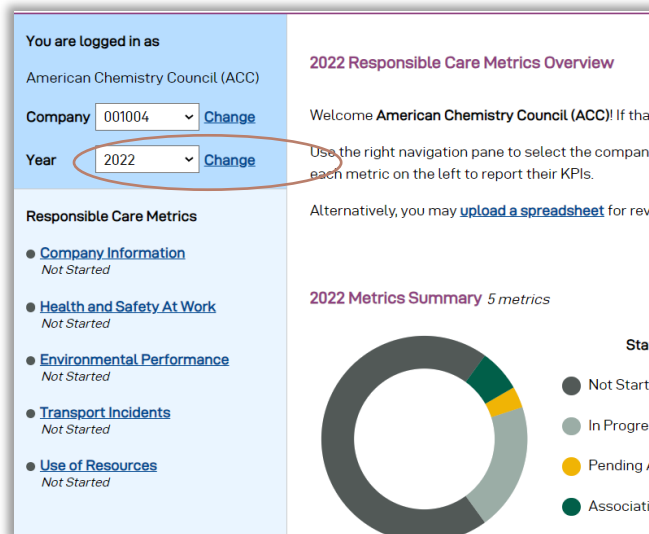 You are logged in as
American Chemistry Council (ACC)
Company 001004 Change
Year 2022 Change
Responsible Care Metrics
Company Information
Not Started
Health and Safety At Work
Not Started
Environmental Performance
Not Started
Transport Incidents
Not Started
Use of Resources
Not Started
2022 Responsible Care Metrics Overview
Welcome American Chemistry Council (ACC)! If tha
Use the right navigation pane to select the compan
each metric on the left to report their KPIs.
Alternatively, you may upload a spreadsheet for rev
2022 Metrics Summary 5 metrics
Sta
Not Start
In Progre
Pending A
Associati